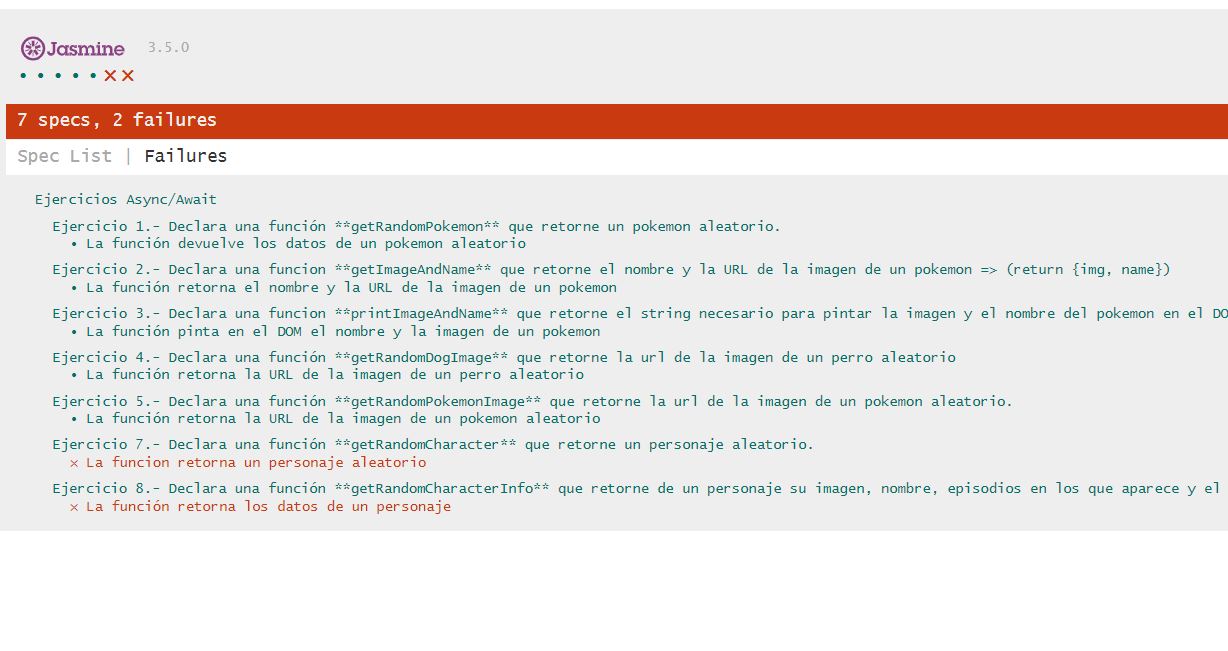 Jasmine 3.5.0
• • • • • × ×
7 specs, 2 failures
Spec List | Failures
Ejercicios Async/Await
Ejercicio 1.- Declara una función **getRandomPokemon** que retorne un pokemon aleatorio.
• La función devuelve los datos de un pokemon aleatorio
Ejercicio 2.- Declara una funcion **getImageAndName** que retorne el nombre y la URL de la imagen de un pokemon => (return {img, name})
• La función retorna el nombre y la URL de la imagen de un pokemon
Ejercicio 3.- Declara una función **printImageAndName** que retorne el string necesario para pintar la imagen y el nombre del pokemon en el DO
• La función pinta en el DOM el nombre y la imagen de un pokemon
Ejercicio 4.- Declara una función **getRandomDogImage** que retorne la url de la imagen de un perro aleatorio
• La función retorna la URL de la imagen de un perro aleatorio
Ejercicio 5.- Declara una función **getRandomPokemonImage** que retorne la url de la imagen de un pokemon aleatorio.
• La función retorna la URL de la imagen de un pokemon aleatorio
Ejercicio 7.- Declara una función **getRandomCharacter** que retorne un personaje aleatorio.
× La funcion retorna un personaje aleatorio
Ejercicio 8.- Declara una función **getRandomCharacterInfo** que retorne de un personaje su imagen, nombre, episodios en los que aparece y el
× La función retorna los datos de un personaje